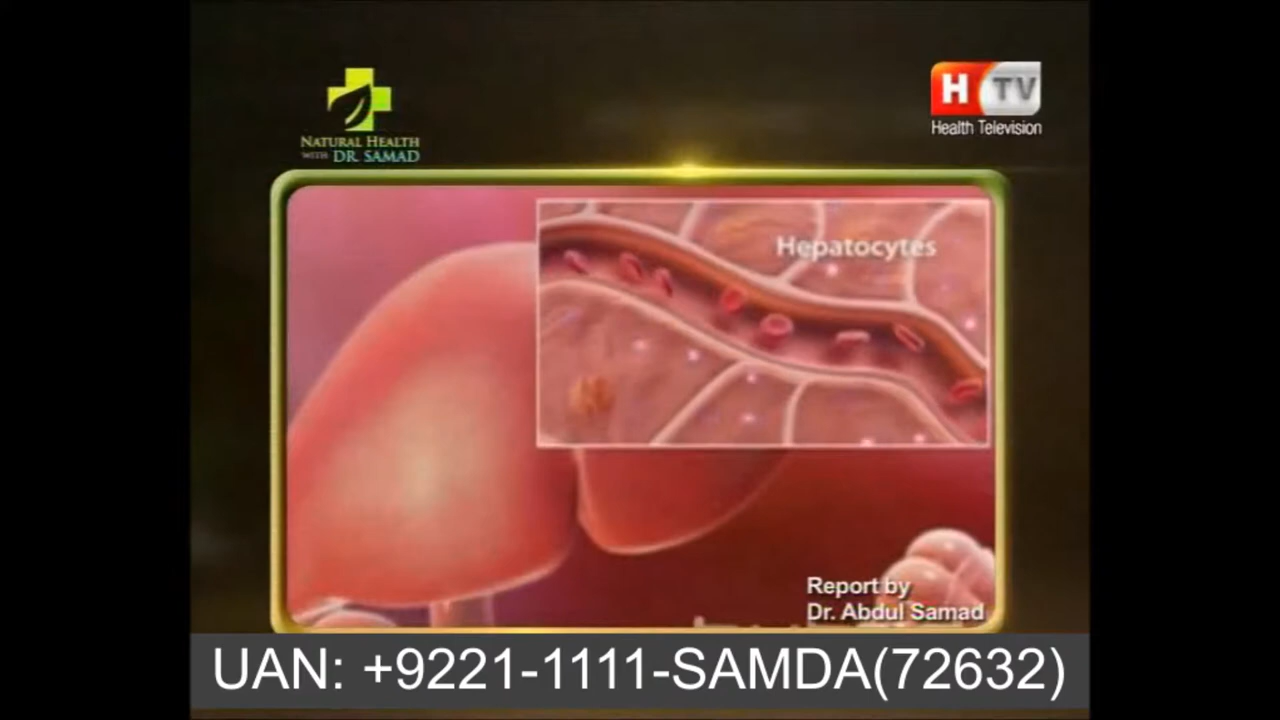 NATURAL HEALTH
WITH DR. SAMAD
H TV
Health Television
Hepatocytes
Report by
Dr. Abdul Samad
UAN: +9221-1111-SAMDA(72632)